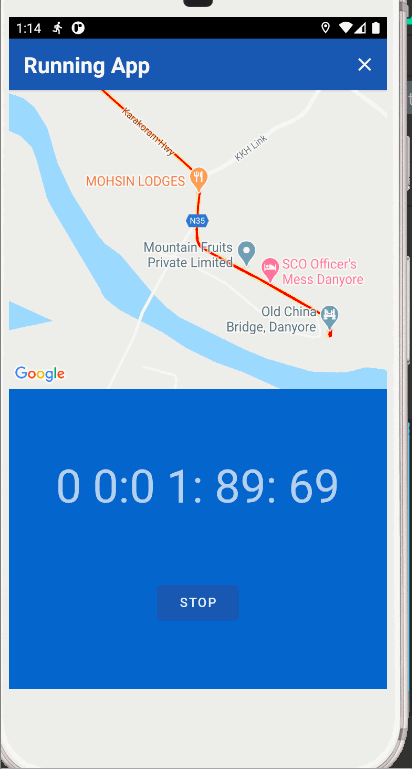 1:14
Running App
Karakoram Hwy
KKH Link
MOHSIN LODGES
N35
Mountain Fruits
Private Limited
SCO Officer's
Mess Danyore
Old China
Bridge, Danyore
Google
0 0:0 1: 89: 69
STOP